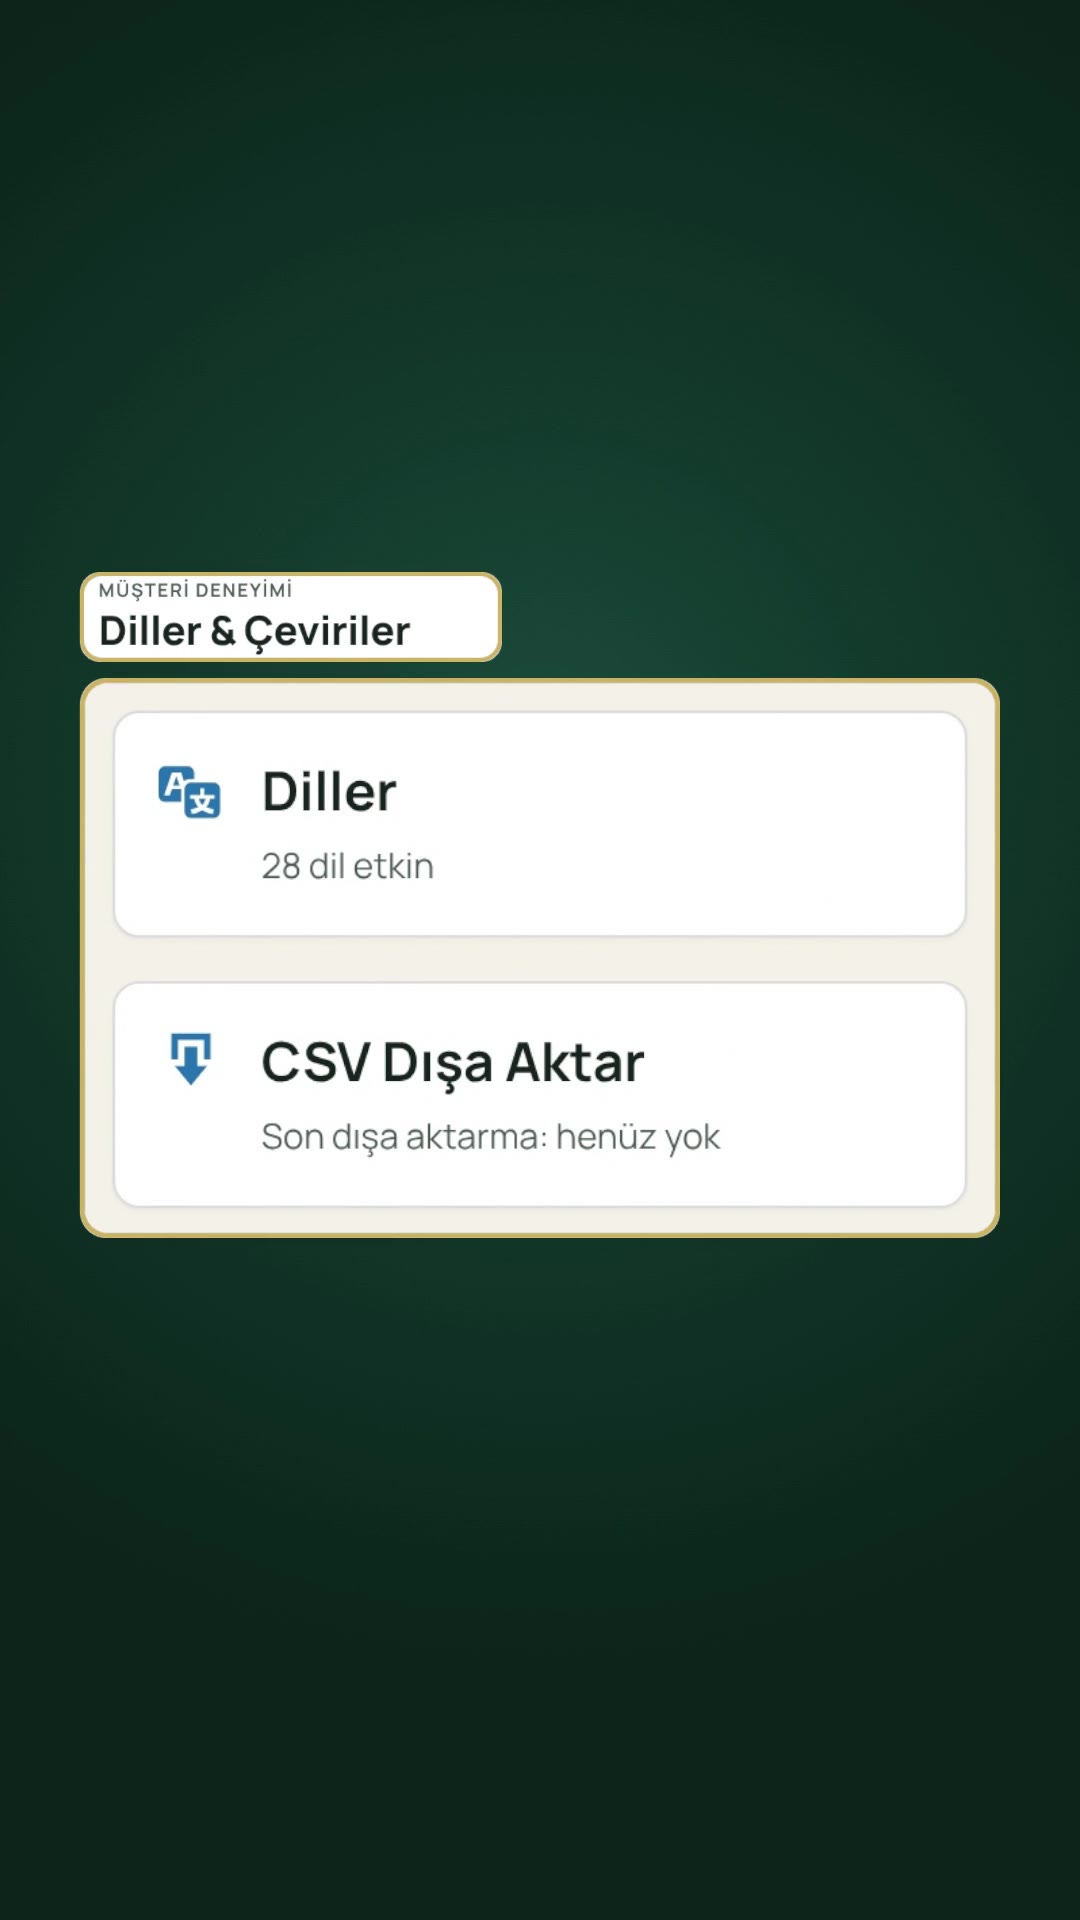 MÜŞTERİ DENEYİMİ
Diller & Çeviriler
Diller
28 dil etkin
CSV Dışa Aktar
Son dışa aktarma: henüz yok